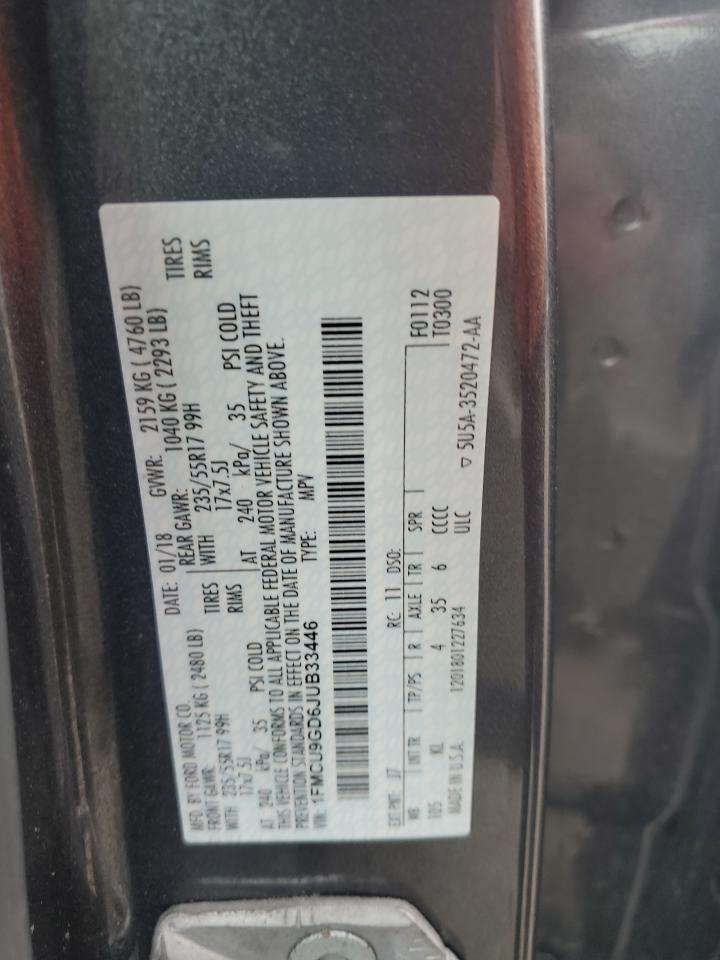 MFD. BY FORD MOTOR CO.
DATE: 01/18 GVWR: 2159 KG ( 4760 LB)
FRONT GAWR: 1125 KG ( 2480 LB)
REAR GAWR: 1040 KG ( 2293 LB)
WITH 235/55R17 99H TIRES
WITH 235/55R17 99H TIRES
17x7.5J RIMS
17x7.5J RIMS
AT 240 kPa/ 35 PSI COLD
AT 240 kPa/ 35 PSI COLD
THIS VEHICLE CONFORMS TO ALL APPLICABLE FEDERAL MOTOR VEHICLE SAFETY AND THEFT
PREVENTION STANDARDS IN EFFECT ON THE DATE OF MANUFACTURE SHOWN ABOVE.
VIN: 1FMCU9GD6JUB33446 TYPE: MPV
EXT PNT: J7 RC: 11 DSO: F0112
WB INT TR TP/PS R AXLE TR SPR T0300
105 KL 4 35 6 CCCC
MADE IN U.S.A. 1201801227634 ULC
▽ 5U5A-3520472-AA